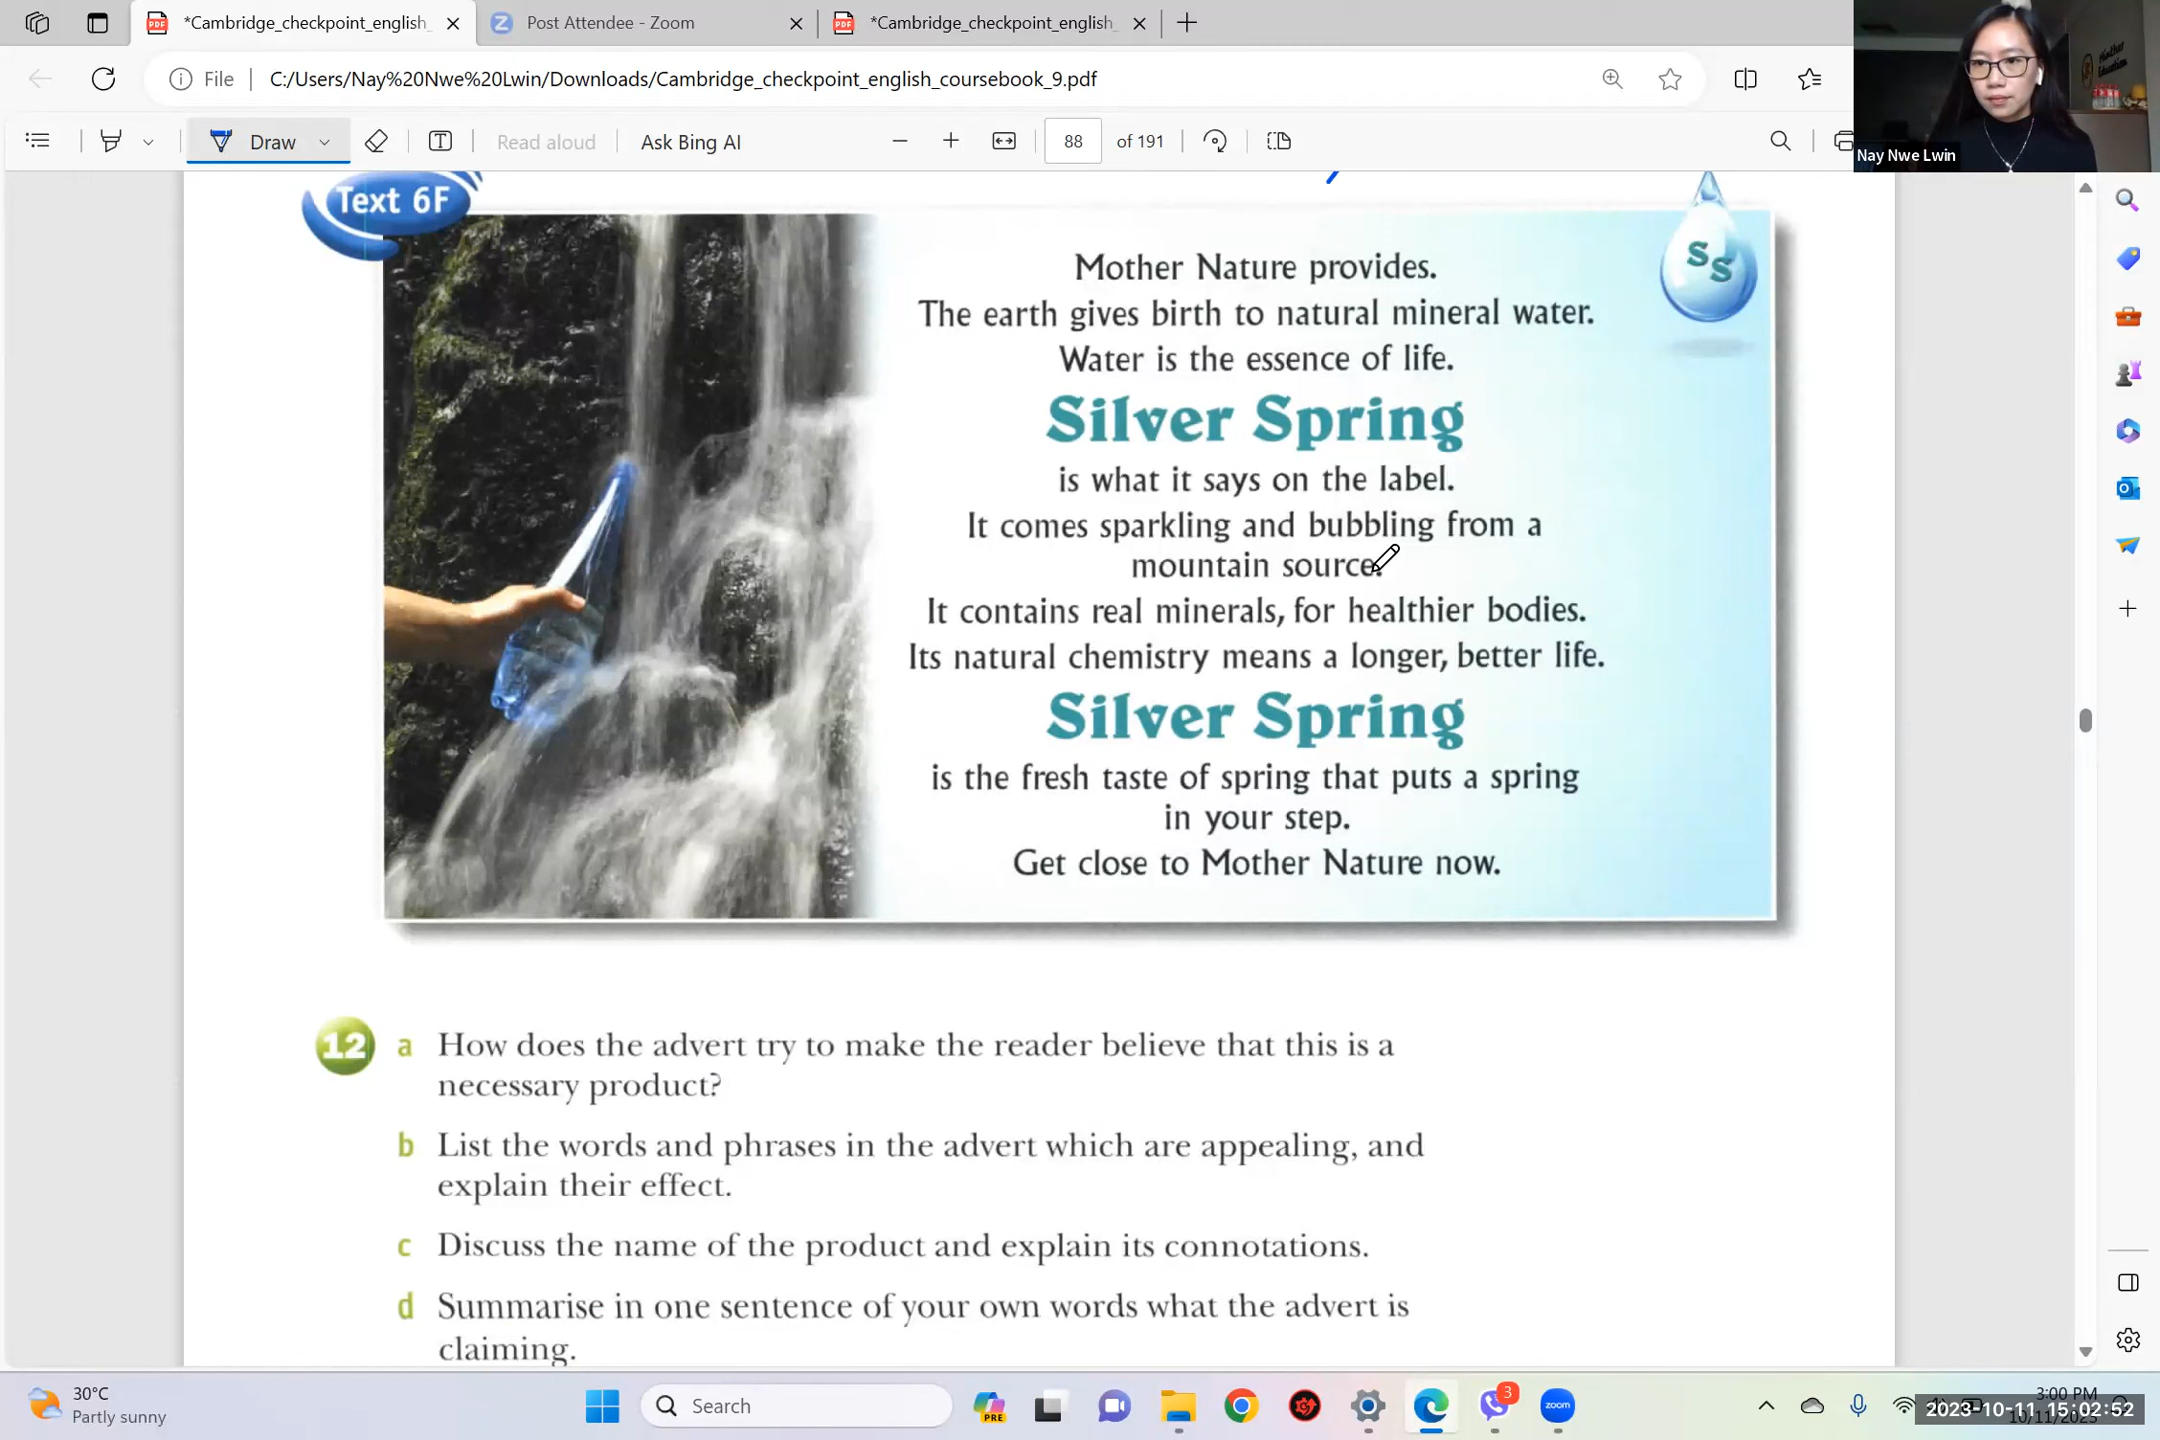 *Cambridge_checkpoint_english_
Post Attendee - Zoom
*Cambridge_checkpoint_english_
File
C:/Users/Nay%20Nwe%20Lwin/Downloads/Cambridge_checkpoint_english_coursebook_9.pdf
Draw
Read aloud
Ask Bing AI
88
of 191
Nay Nwe Lwin
Text 6F
SS
Mother Nature provides.
The earth gives birth to natural mineral water.
Water is the essence of life.
Silver Spring
is what it says on the label.
It comes sparkling and bubbling from a
mountain source.
It contains real minerals, for healthier bodies.
Its natural chemistry means a longer, better life.
Silver Spring
is the fresh taste of spring that puts a spring
in your step.
Get close to Mother Nature now.
12
a How does the advert try to make the reader believe that this is a
necessary product?
b List the words and phrases in the advert which are appealing, and
explain their effect.
c Discuss the name of the product and explain its connotations.
d Summarise in one sentence of your own words what the advert is
claiming.
30°C
Partly sunny
Search
PRE
3
zoom
3:00 PM
2023-10-11 15:02:52